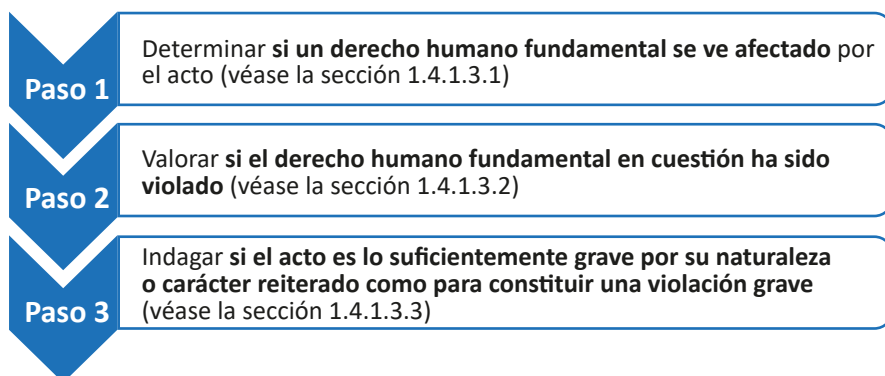 Paso 1
Determinar si un derecho humano fundamental se ve afectado por
el acto (véase la sección 1.4.1.3.1)
Paso 2
Valorar si el derecho humano fundamental en cuestión ha sido
violado (véase la sección 1.4.1.3.2)
Paso 3
Indagar si el acto es lo suficientemente grave por su naturaleza
o carácter reiterado como para constituir una violación grave
(véase la sección 1.4.1.3.3)